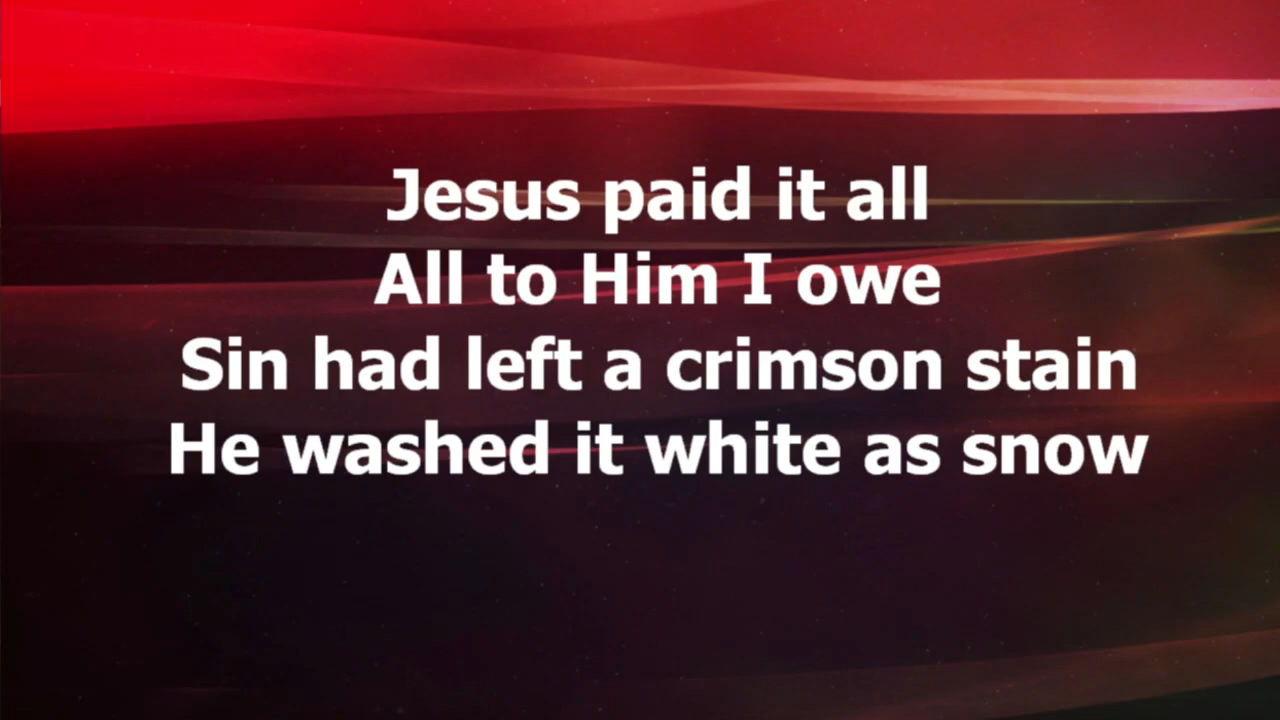 Jesus paid it all
All to Him I owe
Sin had left a crimson stain
He washed it white as snow